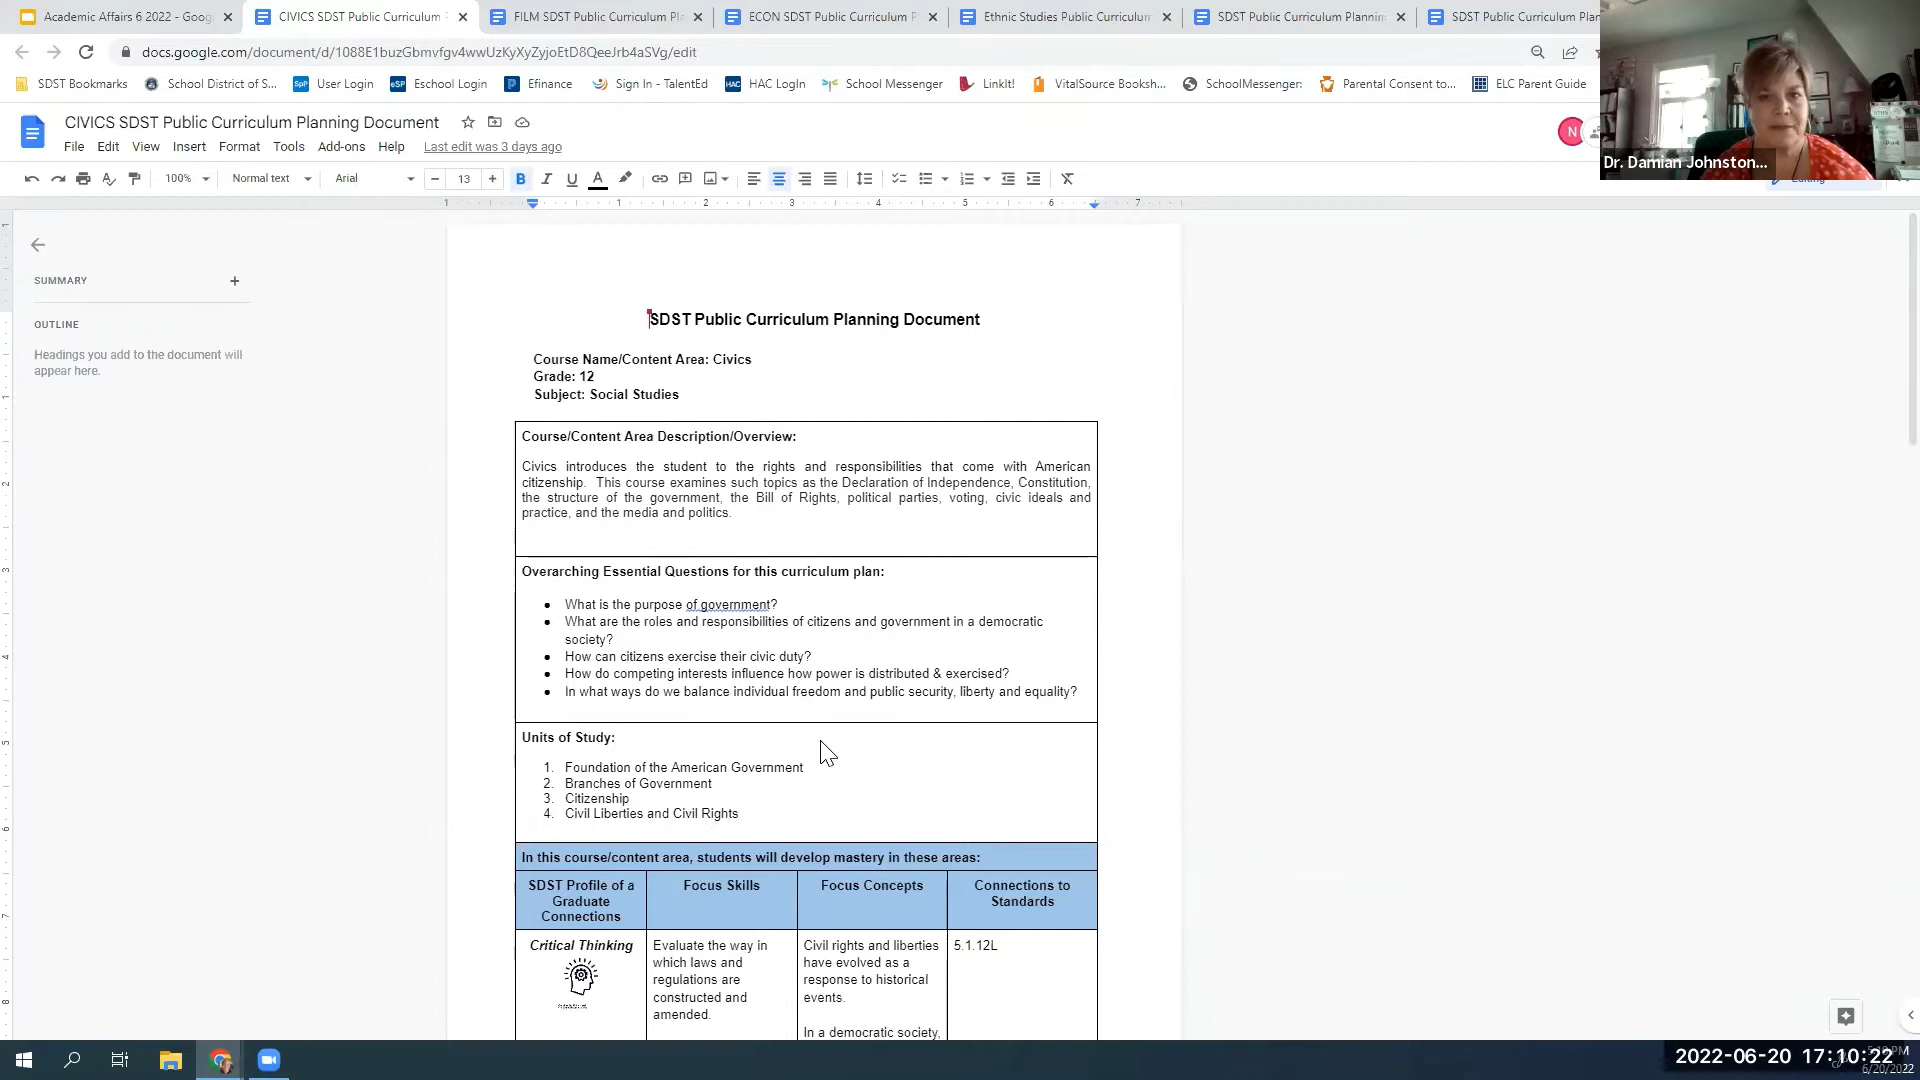 Academic Affairs 6 2022 - Goog
CIVICS SDST Public Curriculum
FILM SDST Public Curriculum Pl
ECON SDST Public Curriculum P
Ethnic Studies Public Curriculum
SDST Public Curriculum Plannin
SDST Public Curriculum Plan
docs.google.com/document/d/1088E1buzGbmvfgv4wwUzKyXyZyjoEtD8QeeJrb4aSVg/edit
SDST Bookmarks
School District of S...
SpP User Login
eSP Eschool Login
P Efinance
Sign In - TalentEd
HAC HAC LogIn
School Messenger
LinkIt!
VitalSource Booksh...
SchoolMessenger:
Parental Consent to...
ELC Parent Guide
CIVICS SDST Public Curriculum Planning Document
File Edit View Insert Format Tools Add-ons Help Last edit was 3 days ago
N
Dr. Damian Johnston...
100% Normal text Arial 13 B I U A
Editing
1 1 2 3 4 5 6 7
SUMMARY
OUTLINE
Headings you add to the document will
appear here.
SDST Public Curriculum Planning Document
Course Name/Content Area: Civics
Grade: 12
Subject: Social Studies
Course/Content Area Description/Overview:
Civics introduces the student to the rights and responsibilities that come with American
citizenship. This course examines such topics as the Declaration of Independence, Constitution,
the structure of the government, the Bill of Rights, political parties, voting, civic ideals and
practice, and the media and politics.
Overarching Essential Questions for this curriculum plan:
What is the purpose of government?
What are the roles and responsibilities of citizens and government in a democratic
society?
How can citizens exercise their civic duty?
How do competing interests influence how power is distributed & exercised?
In what ways do we balance individual freedom and public security, liberty and equality?
Units of Study:
1. Foundation of the American Government
2. Branches of Government
3. Citizenship
4. Civil Liberties and Civil Rights
In this course/content area, students will develop mastery in these areas:
SDST Profile of a
Graduate
Connections
Focus Skills
Focus Concepts
Connections to
Standards
Critical Thinking
Evaluate the way in
which laws and
regulations are
constructed and
amended.
Civil rights and liberties
have evolved as a
response to historical
events.
In a democratic society,
5.1.12L
2022-06-20 17:10:22
6/20/2022